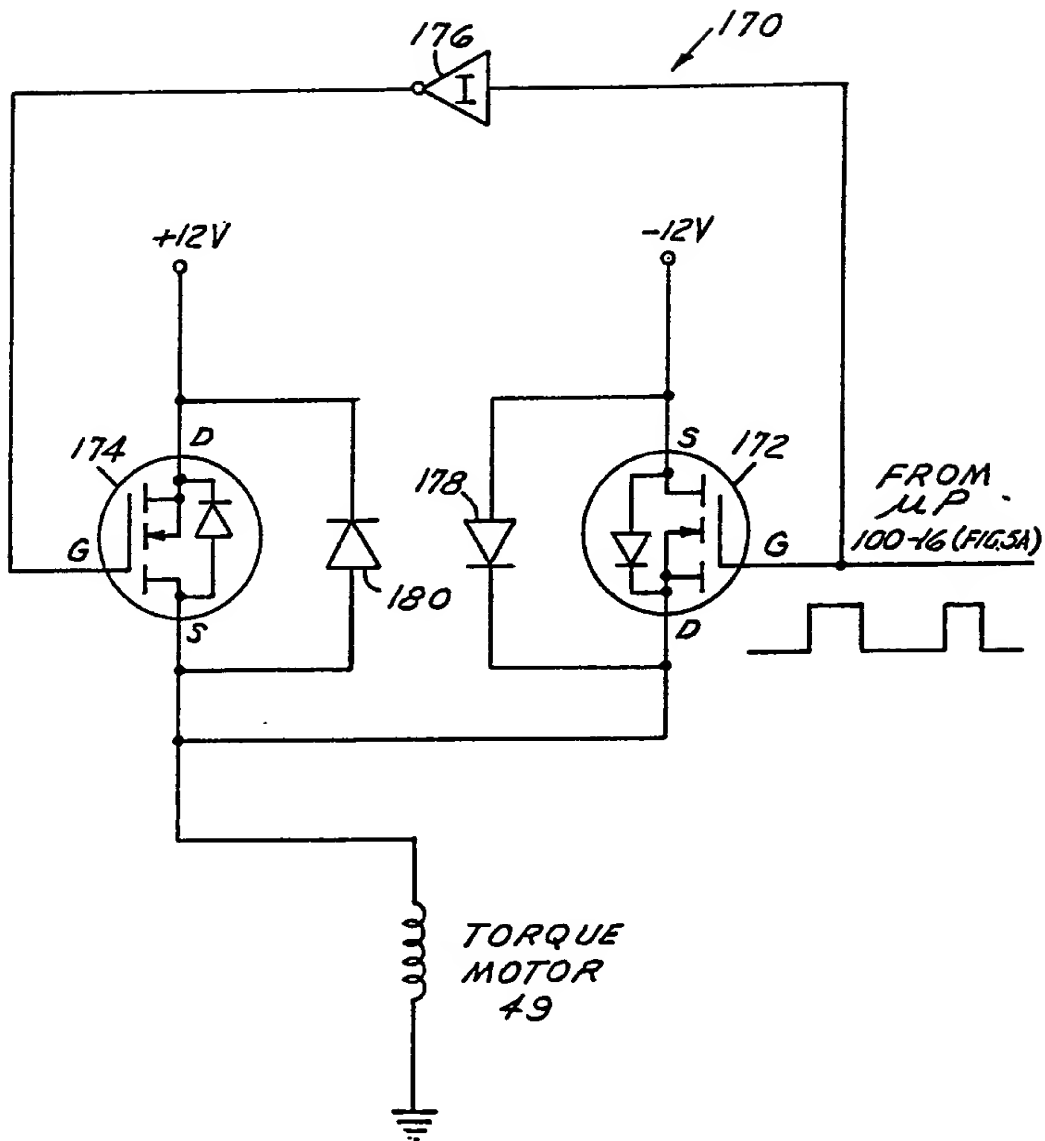 176
170
I
+12V
-12V
174
D
G
S
180
178
S
172
G
D
FROM
μP
100-16 (FIG.5A)
TORQUE
MOTOR
49